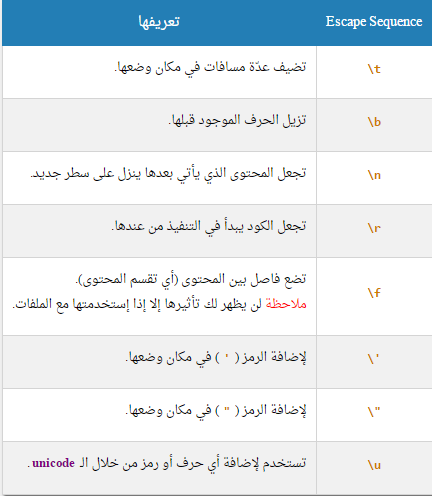 Escape Sequence تعريفها
\t تضيف عدّة مسافات في مكان وضعها.
\b تزيل الحرف الموجود قبلها.
\n تجعل المحتوى الذي يأتي بعدها ينزل على سطر جديد.
\r تجعل الكود يبدأ في التنفيذ من عندها.
\f تضع فاصل بين المحتوى (أي تقسم المحتوى).
ملاحظة لن يظهر لك تأثيرها إلا إذا إستخدمتها مع الملفات.
\' لإضافة الرمز ( ' ) في مكان وضعها.
\" لإضافة الرمز ( " ) في مكان وضعها.
\u تستخدم لإضافة أي حرف أو رمز من خلال الـ unicode .